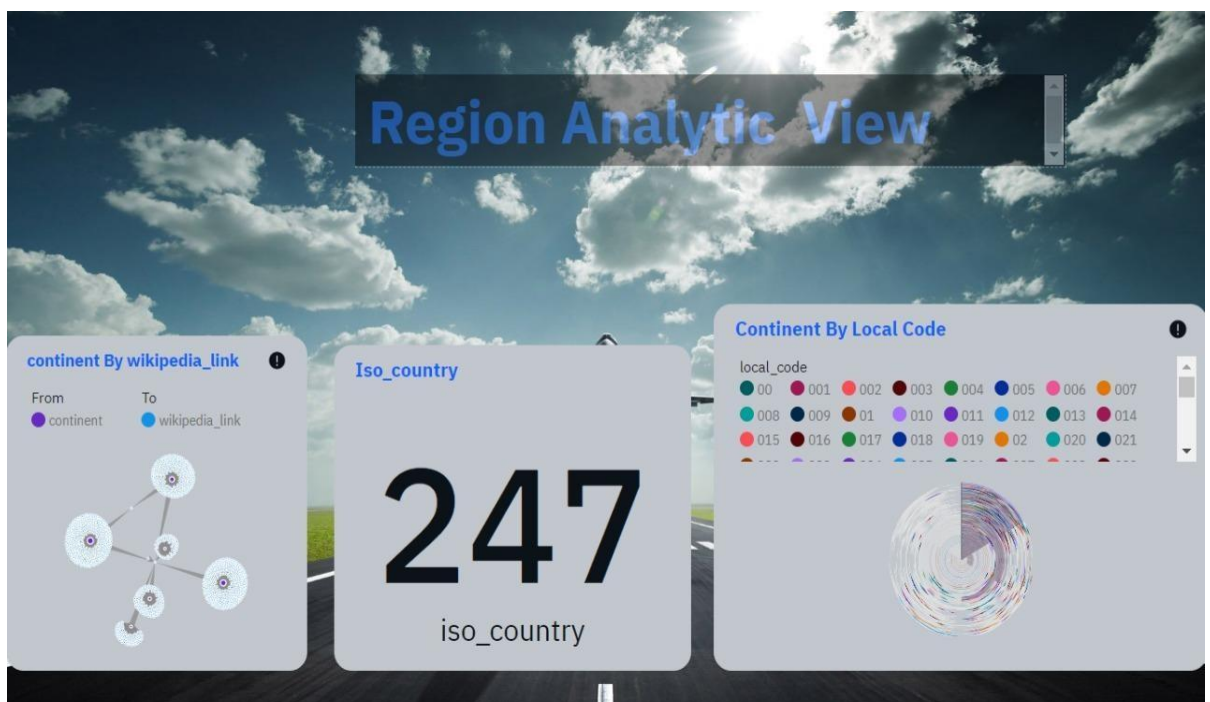 Region Analytic View
continent By wikipedia_link
From To
continent wikipedia_link
Iso_country
247
iso_country
Continent By Local Code
local_code
00 001 002 003 004 005 006 007
008 009 01 010 011 012 013 014
015 016 017 018 019 02 020 021